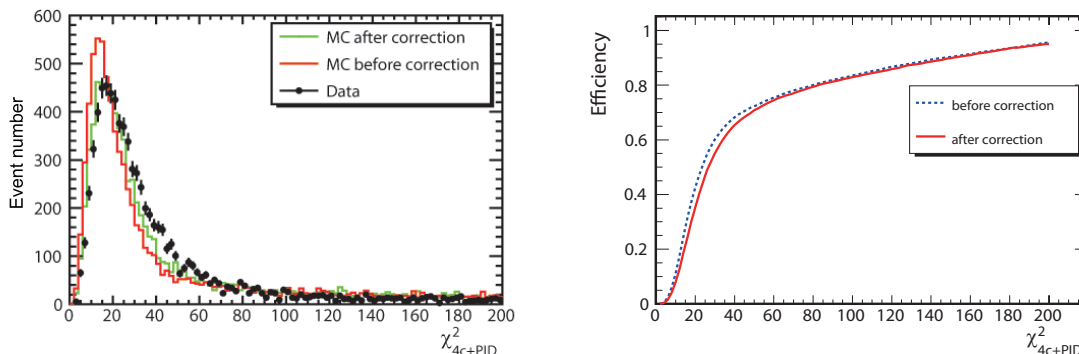 600
500
400
300
200
100
0
Event number
MC after correction
MC before correction
Data
0 20 40 60 80 100 120 140 160 180 200
χ²4c+PID
1
0.8
0.6
0.4
0.2
0
Efficiency
before correction
after correction
0 20 40 60 80 100 120 140 160 180 200
χ²4c+PID